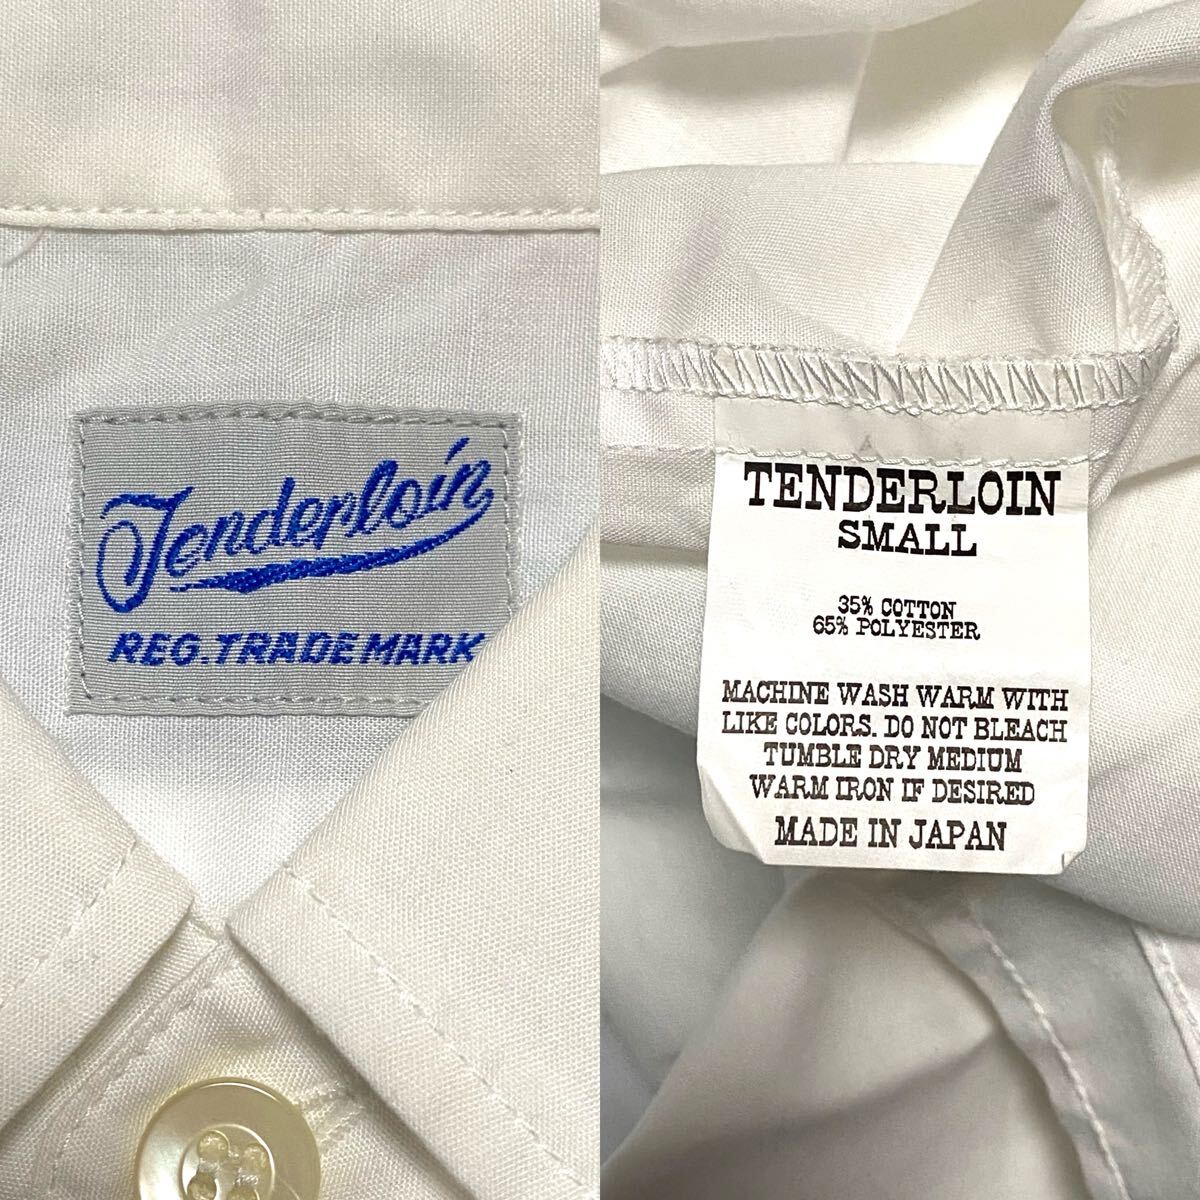 Tenderloin
REG. TRADE MARK
TENDERLOIN
SMALL
35% COTTON
65% POLYESTER
MACHINE WASH WARM WITH
LIKE COLORS. DO NOT BLEACH
TUMBLE DRY MEDIUM
WARM IRON IF DESIRED
MADE IN JAPAN